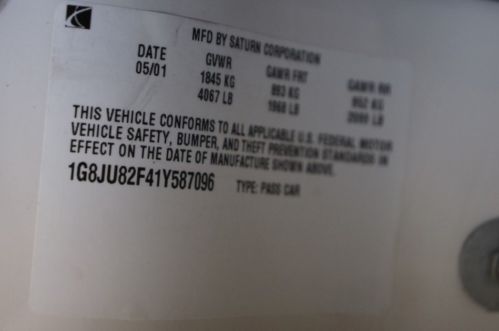 MFD BY SATURN CORPORATION
DATE GVWR GAWR FRT GAWR RR
05/01 1845 KG 893 KG 952 KG
4067 LB 1968 LB 2099 LB
THIS VEHICLE CONFORMS TO ALL APPLICABLE U.S. FEDERAL MOTOR
VEHICLE SAFETY, BUMPER, AND THEFT PREVENTION STANDARDS IN
EFFECT ON THE DATE OF MANUFACTURE SHOWN ABOVE.
1G8JU82F41Y587096 TYPE: PASS CAR